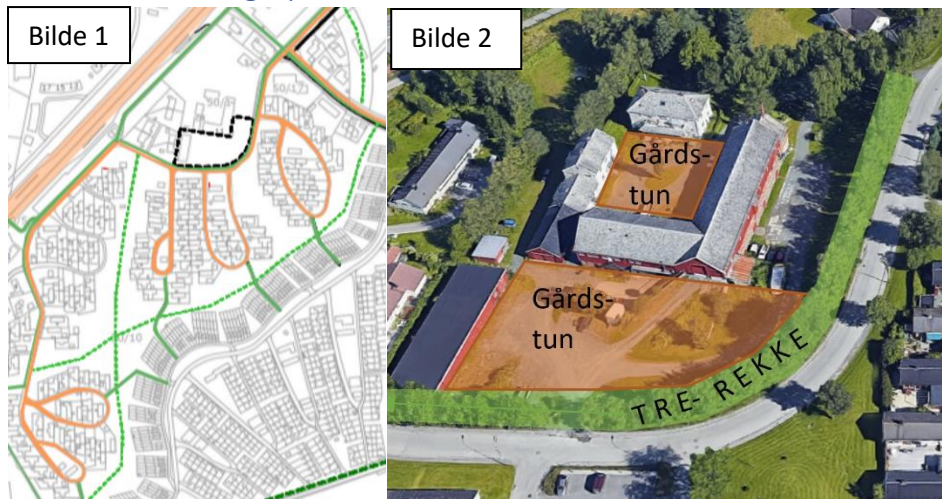 Bilde 1
Bilde 2
Gårds-
tun
Gårds-
tun
TRE- REKKE